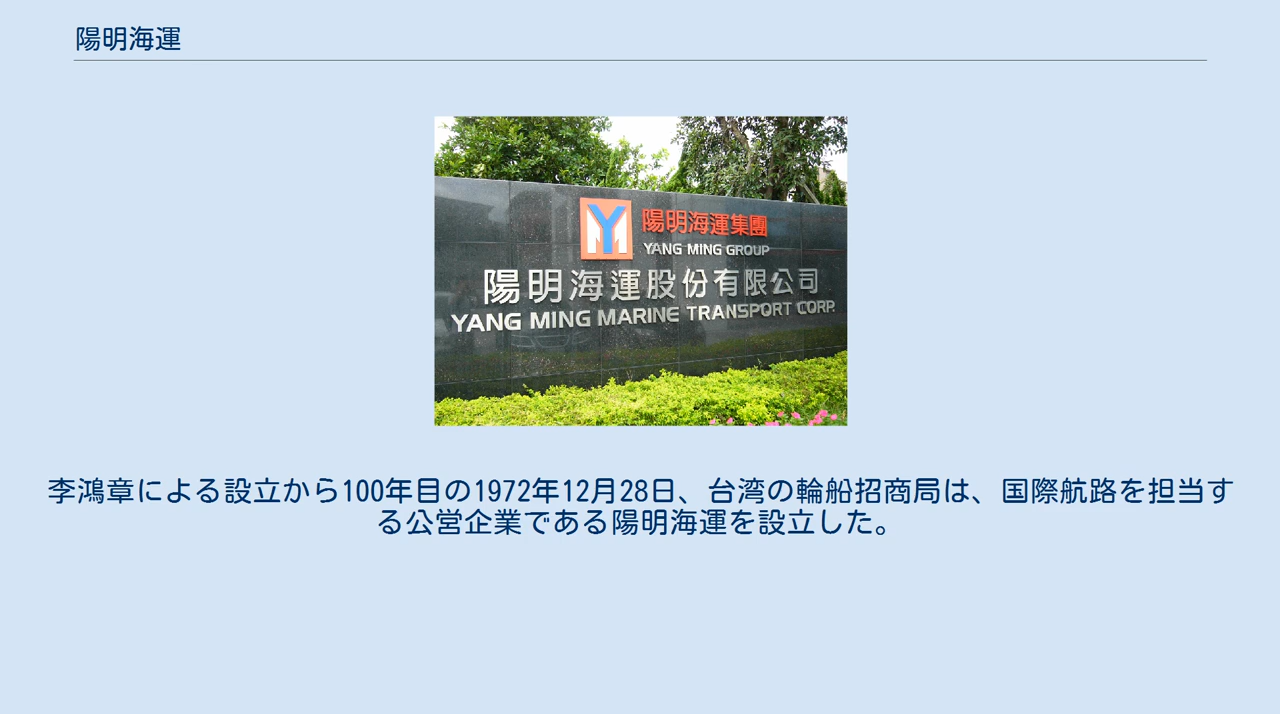 陽明海運
陽明海運集團
YANG MING GROUP
陽明海運股份有限公司
YANG MING MARINE TRANSPORT CORP.
李鴻章による設立から100年目の1972年12月28日、台湾の輪船招商局は、国際航路を担当す
る公営企業である陽明海運を設立した。